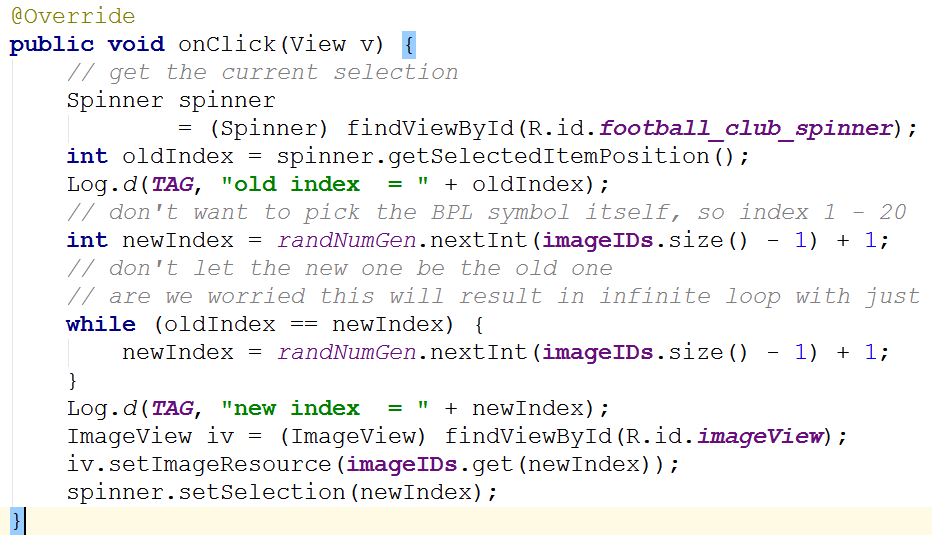 @Override
public void onClick(View v) {
    // get the current selection
    Spinner spinner
            = (Spinner) findViewById(R.id.football_club_spinner);
    int oldIndex = spinner.getSelectedItemPosition();
    Log.d(TAG, "old index  = " + oldIndex);
    // don't want to pick the BPL symbol itself, so index 1 - 20
    int newIndex = randNumGen.nextInt(imageIDs.size() - 1) + 1;
    // don't let the new one be the old one
    // are we worried this will result in infinite loop with just
    while (oldIndex == newIndex) {
        newIndex = randNumGen.nextInt(imageIDs.size() - 1) + 1;
    }
    Log.d(TAG, "new index  = " + newIndex);
    ImageView iv = (ImageView) findViewById(R.id.imageView);
    iv.setImageResource(imageIDs.get(newIndex));
    spinner.setSelection(newIndex);
}